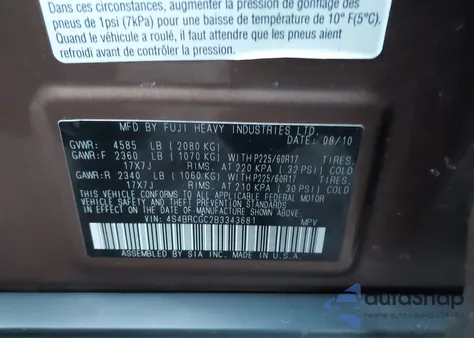 ces circonstances, augmenter la pression de gonflage des
pneus de 1psi (7kPa) pour une baisse de température de 10° F(5°C).
Quand le véhicule a roulé, il faut attendre que les pneus aient
refroidi avant de contrôler la pression.
MFD BY FUJI HEAVY INDUSTRIES LTD.
GVWR: 4585 LB (2080 KG) DATE: 08/10
GAWR:F 2360 LB (1070 KG) WITH P225/60R17 TIRES,
17X7J RIMS, AT 220 KPA (32 PSI) COLD
GAWR:R 2340 LB (1060 KG) WITH P225/60R17 TIRES,
17X7J RIMS, AT 210 KPA (30 PSI) COLD
THIS VEHICLE CONFORMS TO ALL APPLICABLE FEDERAL MOTOR
VEHICLE SAFETY AND THEFT PREVENTION STANDARDS
IN EFFECT ON THE DATE OF MANUFACTURE SHOWN ABOVE.
VIN: 4S4BRCGC2B3343681 MPV
ASSEMBLED BY SIA INC. MADE IN U.S.A.
autoshop